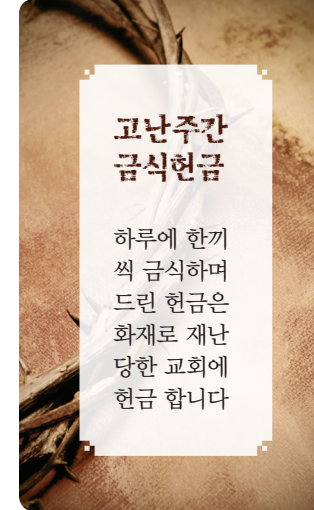 고난주간
금식헌금
하루에 한끼
씩 금식하며
드린 헌금은
화재로 재난
당한 교회에
헌금 합니다